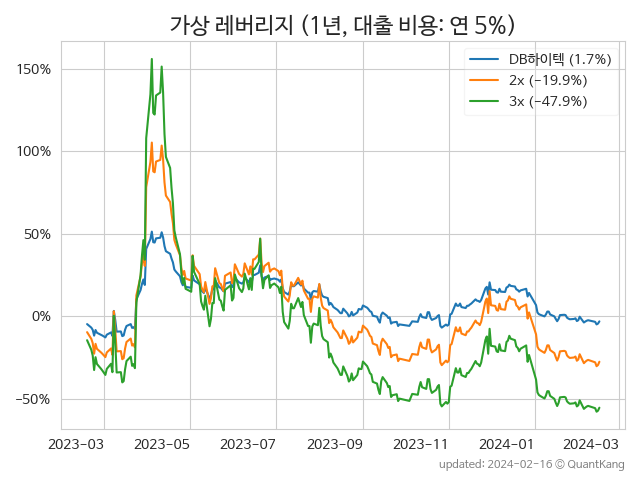 가상 레버리지 (1년, 대출 비용: 연 5%)
DB하이텍 (1.7%)
2x (−19.9%)
3x (−47.9%)
150%
100%
50%
0%
−50%
2023-03 2023-05 2023-07 2023-09 2023-11 2024-01 2024-03
updated: 2024-02-16 © QuantKang